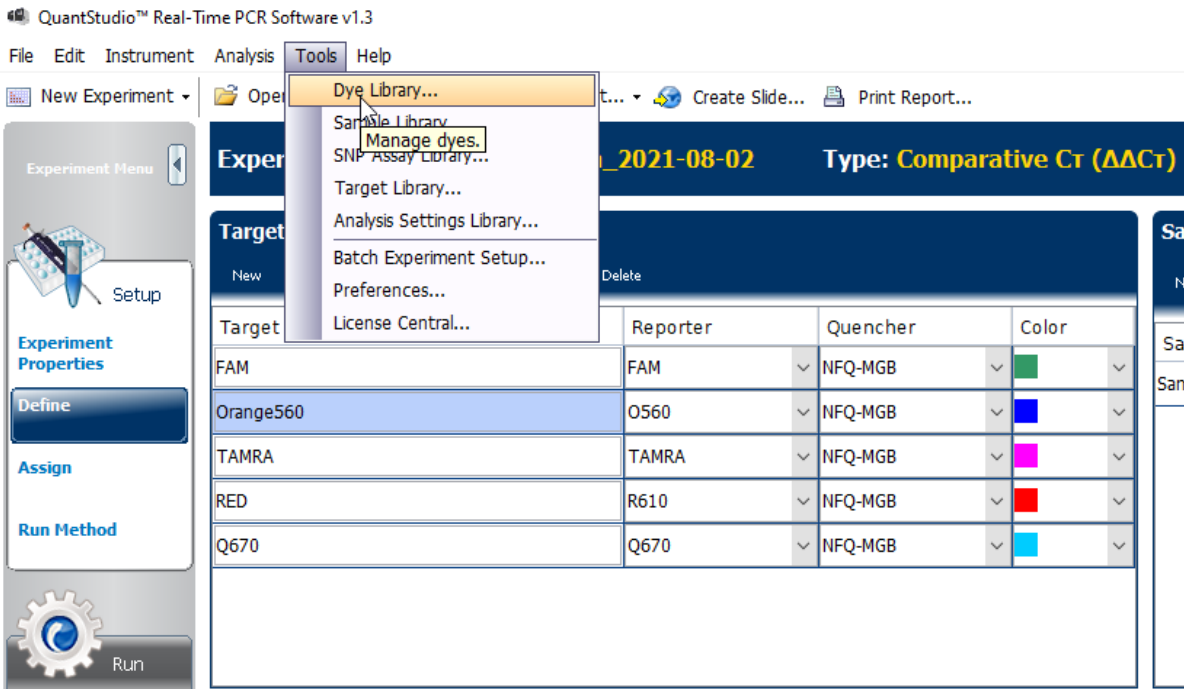 QuantStudio™ Real-Time PCR Software v1.3
File Edit Instrument Analysis Tools Help
New Experiment Create Slide... Print Report...
Dye Library...
Sample Library
Manage dyes.
SNP Assay Library...
Target Library...
Analysis Settings Library...
Batch Experiment Setup...
Preferences...
License Central...
Experiment Menu
_2021-08-02 Type: Comparative Cт (ΔΔCт)
Setup
Experiment
Properties
Define
Assign
Run Method
Run
Target
New Delete
Target Reporter Quencher Color
FAM FAM NFQ-MGB
Orange560 O560 NFQ-MGB
TAMRA TAMRA NFQ-MGB
RED R610 NFQ-MGB
Q670 Q670 NFQ-MGB